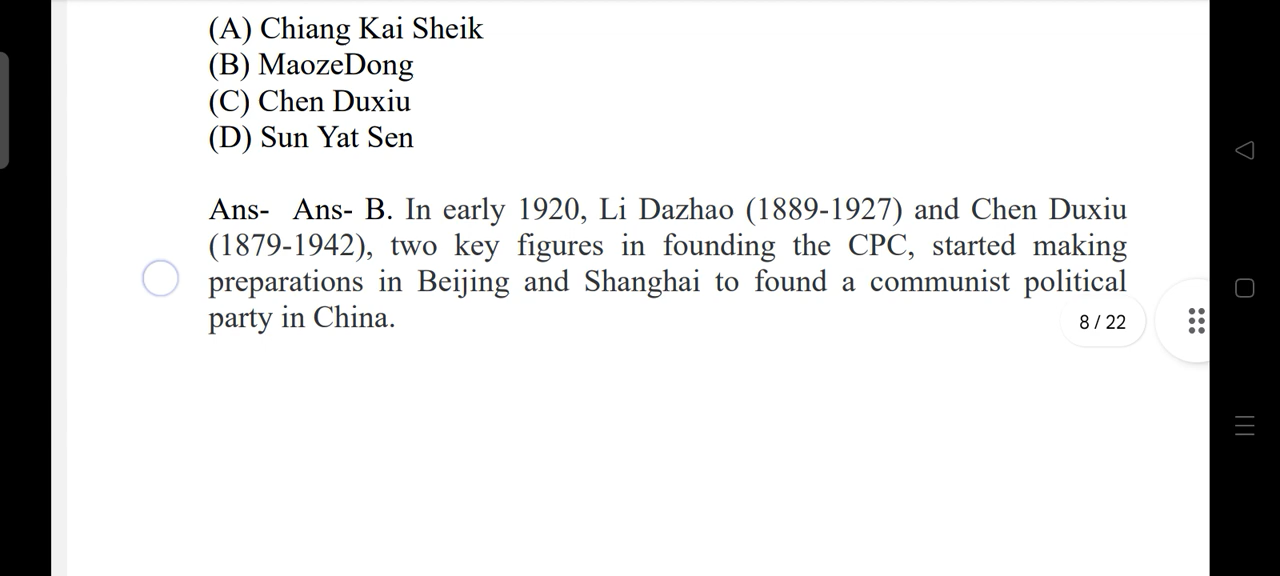 (A) Chiang Kai Sheik
(B) MaozeDong
(C) Chen Duxiu
(D) Sun Yat Sen
Ans- Ans- B. In early 1920, Li Dazhao (1889-1927) and Chen Duxiu
(1879-1942), two key figures in founding the CPC, started making
preparations in Beijing and Shanghai to found a communist political
party in China.
8 / 22